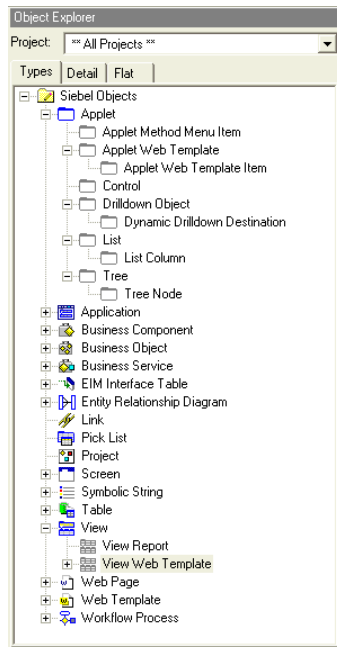 Object Explorer
Project: ** All Projects **
Types Detail Flat
Siebel Objects
Applet
Applet Method Menu Item
Applet Web Template
Applet Web Template Item
Control
Drilldown Object
Dynamic Drilldown Destination
List
List Column
Tree
Tree Node
Application
Business Component
Business Object
Business Service
EIM Interface Table
Entity Relationship Diagram
Link
Pick List
Project
Screen
Symbolic String
Table
View
View Report
View Web Template
Web Page
Web Template
Workflow Process